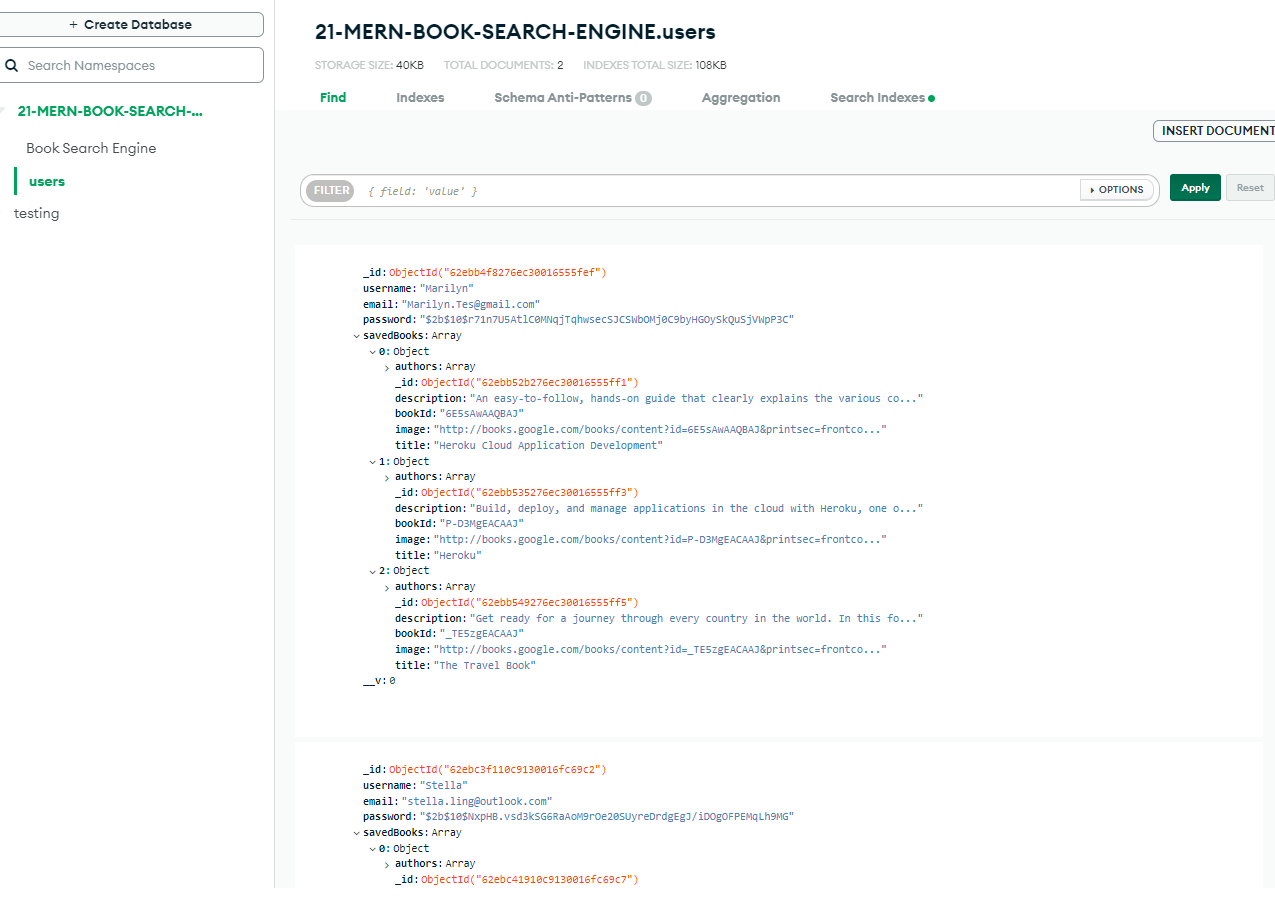 + Create Database
Search Namespaces
21-MERN-BOOK-SEARCH-...
Book Search Engine
users
testing
21-MERN-BOOK-SEARCH-ENGINE.users
STORAGE SIZE: 40KB TOTAL DOCUMENTS: 2 INDEXES TOTAL SIZE: 108KB
Find Indexes Schema Anti-Patterns 0 Aggregation Search Indexes
INSERT DOCUMENT
FILTER { field: 'value' } OPTIONS Apply Reset
_id: ObjectId("62ebb4f8276ec30016555fef")
username: "Marilyn"
email: "Marilyn.Tes@gmail.com"
password: "$2b$10$r71n7U5AtlC0MNqjTqhwsecSJCSWbOMj0C9byHGOySkQuSjVWpP3C"
savedBooks: Array
0: Object
authors: Array
_id: ObjectId("62ebb52b276ec30016555ff1")
description: "An easy-to-follow, hands-on guide that clearly explains the various co..."
bookId: "6E5sAwAAQBAJ"
image: "http://books.google.com/books/content?id=6E5sAwAAQBAJ&printsec=frontco..."
title: "Heroku Cloud Application Development"
1: Object
authors: Array
_id: ObjectId("62ebb535276ec30016555ff3")
description: "Build, deploy, and manage applications in the cloud with Heroku, one o..."
bookId: "P-D3MgEACAAJ"
image: "http://books.google.com/books/content?id=P-D3MgEACAAJ&printsec=frontco..."
title: "Heroku"
2: Object
authors: Array
_id: ObjectId("62ebb549276ec30016555ff5")
description: "Get ready for a journey through every country in the world. In this fo..."
bookId: "_TE5zgEACAAJ"
image: "http://books.google.com/books/content?id=_TE5zgEACAAJ&printsec=frontco..."
title: "The Travel Book"
__v: 0
_id: ObjectId("62ebc3f110c9130016fc69c2")
username: "Stella"
email: "stella.ling@outlook.com"
password: "$2b$10$NxpHB.vsd3kSG6RaAoM9rOe20SUyreDrdgEgJ/iDOgOFPEMqLh9MG"
savedBooks: Array
0: Object
authors: Array
_id: ObjectId("62ebc41910c9130016fc69c7")